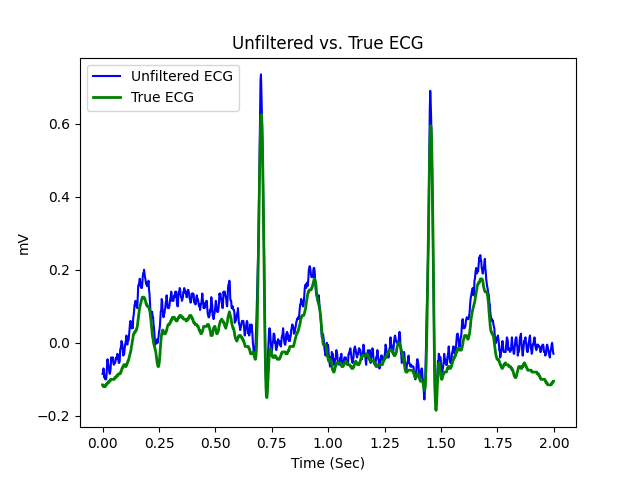 Unfiltered vs. True ECG
Unfiltered ECG
True ECG
mV
0.6
0.4
0.2
0.0
−0.2
0.00 0.25 0.50 0.75 1.00 1.25 1.50 1.75 2.00
Time (Sec)